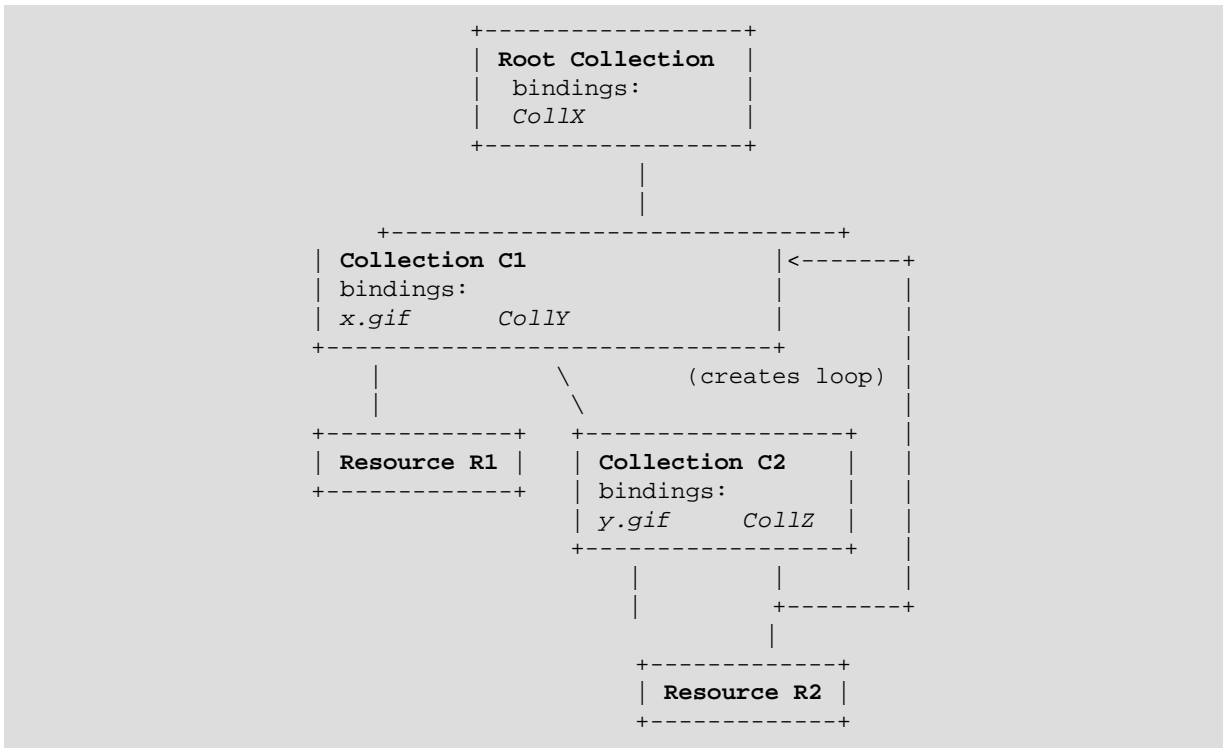 +------------------+
| Root Collection  |
|  bindings:       |
|  CollX           |
+------------------+
|
|
+-------------------------------+
| Collection C1                 |<-------+
| bindings:                     |        |
| x.gif      CollY              |        |
+-------------------------------+        |
|            \        (creates loop) |
|             \                      |
+-------------+   +------------------+   |
| Resource R1 |   | Collection C2    |   |
+-------------+   | bindings:        |   |
| y.gif     CollZ  |   |
+------------------+   |
|         |        |
|         +--------+
|
+-------------+
| Resource R2 |
+-------------+